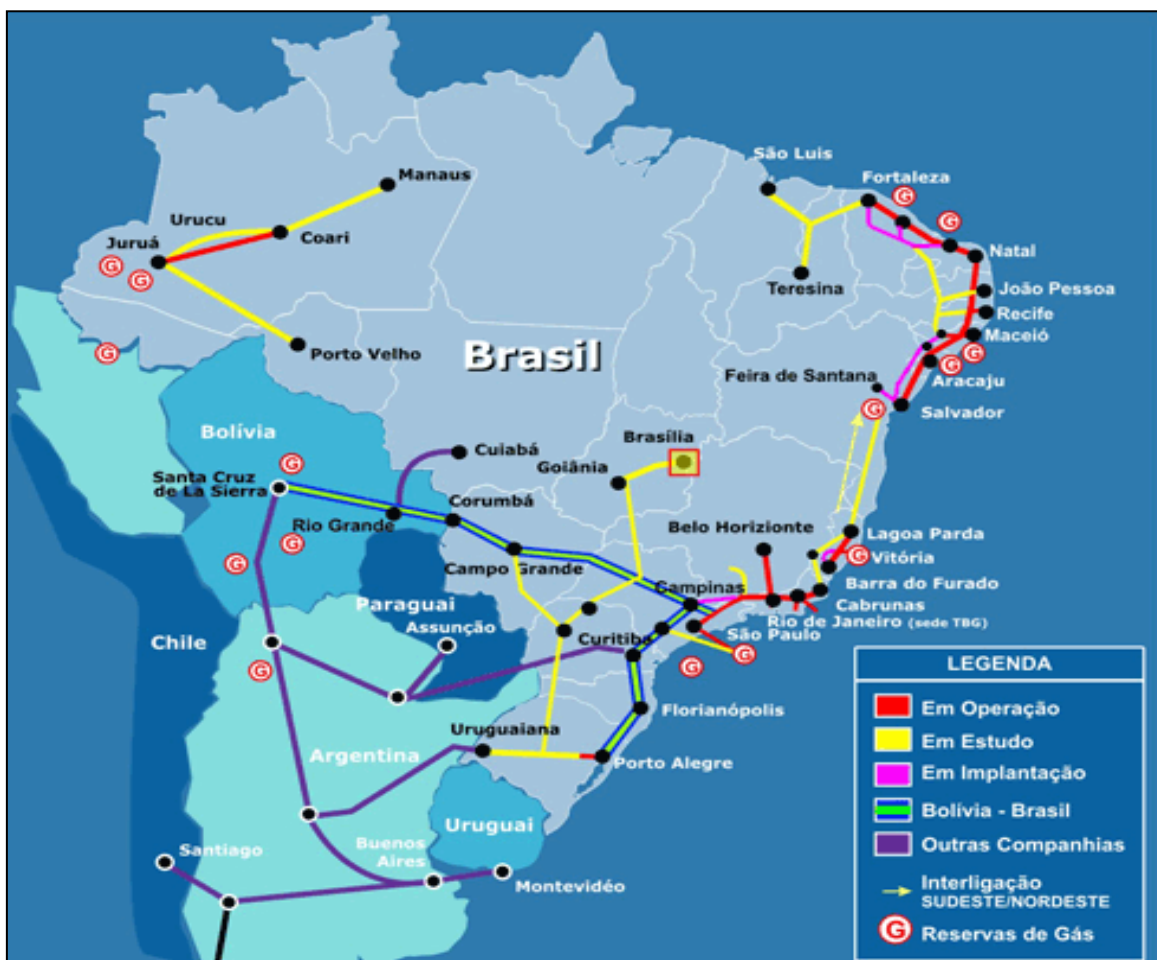 São Luis
Fortaleza
G
Manaus
Urucu
G
Coari
Juruá
Natal
G
G
João Pessoa
Teresina
Recife
Porto Velho
Maceió
G
Brasil
G
G
Feira de Santana
Aracaju
G
Salvador
Bolívia
Brasília
Cuiabá
G
Goiânia
Santa Cruz
de La Sierra
Corumbá
Rio Grande
Belo Horizionte
Lagoa Parda
G
G
Vitória
G
Campo Grande
Barra do Furado
Campinas
Cabrunas
Paraguai
Rio de Janeiro (sede TBG)
Assunção
São Paulo
Chile
Curitiba
G
G
G
LEGENDA
Florianópolis
Em Operação
Uruguaiana
Em Estudo
Argentina
Porto Alegre
Em Implantação
Bolívia - Brasil
Uruguai
Outras Companhias
Santiago
Buenos
Aires
Montevidéo
Interligação
SUDESTE/NORDESTE
G
Reservas de Gás